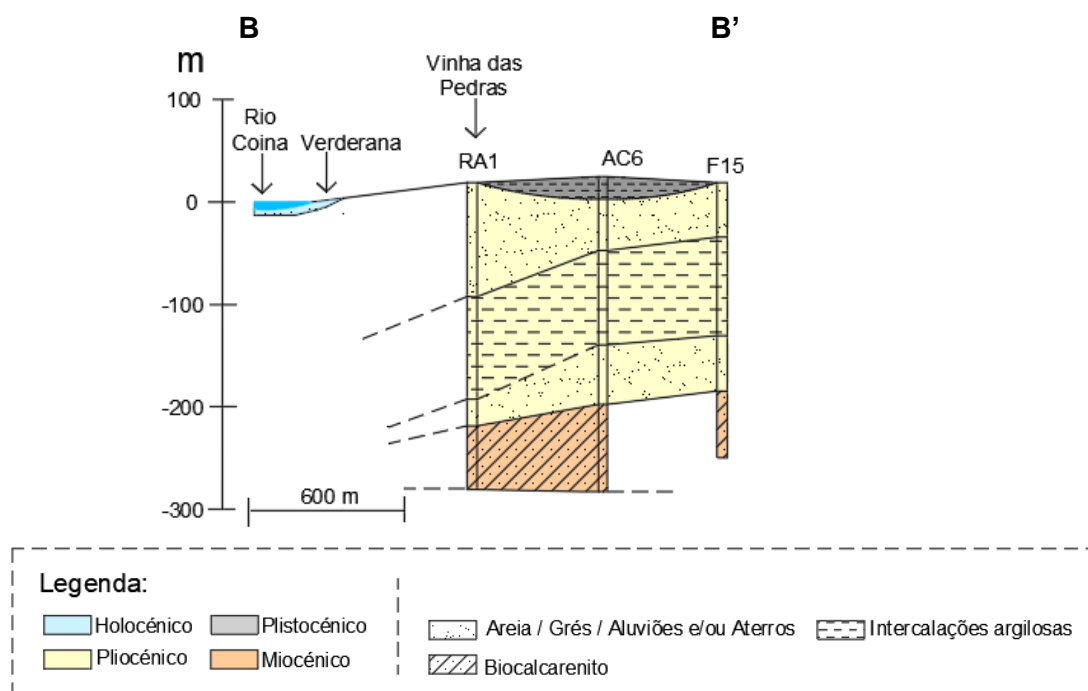 B
B’
m
Vinha das
Pedras
100
Rio
Coina
Verderana
RA1
AC6
F15
0
-100
-200
600 m
-300
Legenda:
Holocénico
Plistocénico
Areia / Grés / Aluviões e/ou Aterros
Intercalações argilosas
Pliocénico
Miocénico
Biocalcarenito